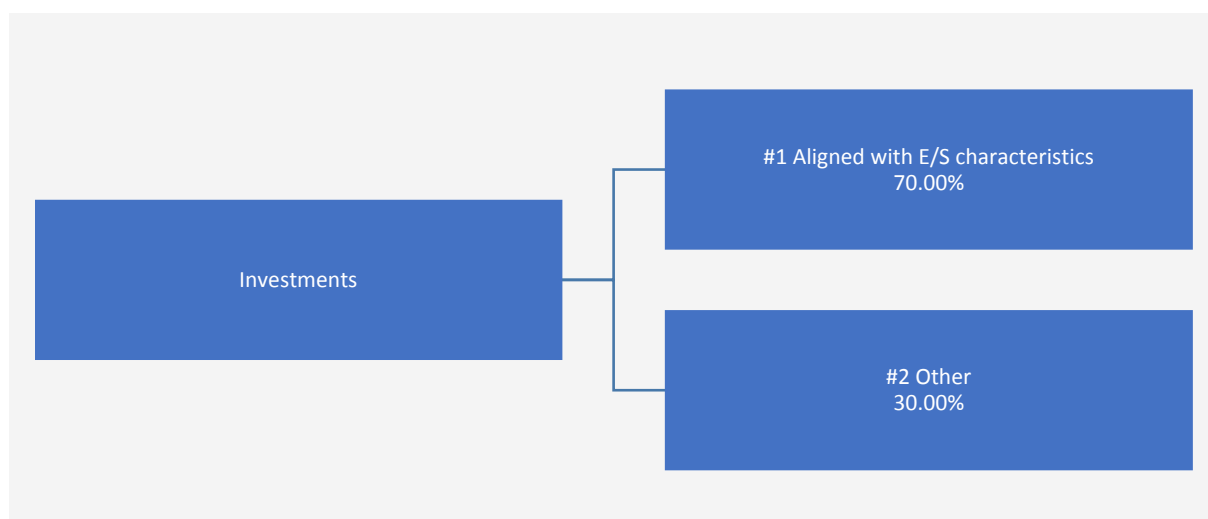 Investments
#1 Aligned with E/S characteristics
70.00%
#2 Other
30.00%